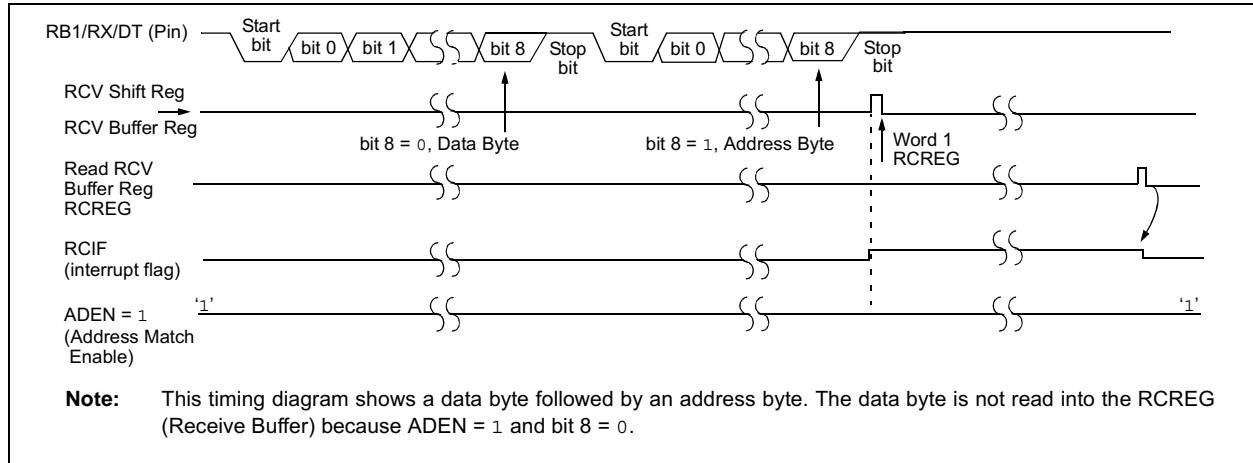 RB1/RX/DT (Pin)
Start
bit
bit 0
bit 1
bit 8
Stop
bit
Start
bit
bit 0
bit 8
Stop
bit
RCV Shift Reg
RCV Buffer Reg
bit 8 = 0, Data Byte
bit 8 = 1, Address Byte
Word 1
RCREG
Read RCV
Buffer Reg
RCREG
RCIF
(interrupt flag)
ADEN = 1
(Address Match
Enable)
‘1’
‘1’
Note: This timing diagram shows a data byte followed by an address byte. The data byte is not read into the RCREG
(Receive Buffer) because ADEN = 1 and bit 8 = 0.